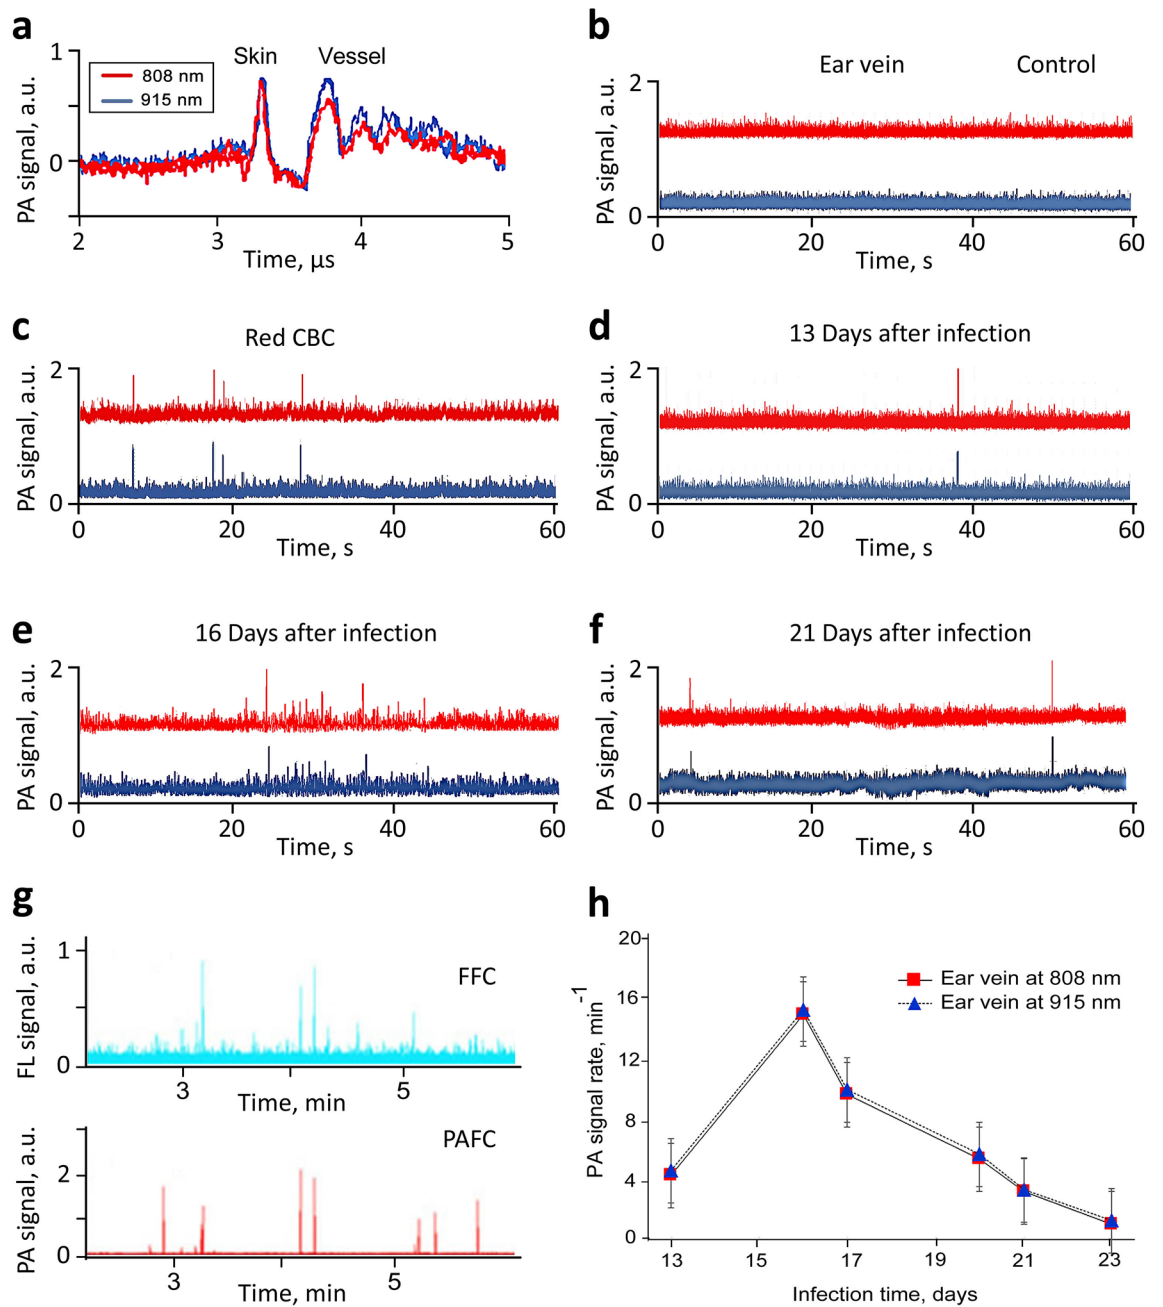 a
Skin
Vessel
808 nm
915 nm
1
0
PA signal, a.u.
2
3
4
5
Time, µs
b
Ear vein
Control
2
1
0
PA signal, a.u.
0
20
40
60
Time, s
c
Red CBC
2
1
0
PA signal, a.u.
0
20
40
60
Time, s
d
13 Days after infection
2
1
0
PA signal, a.u.
0
20
40
60
Time, s
e
16 Days after infection
2
1
0
PA signal, a.u.
0
20
40
60
Time, s
f
21 Days after infection
2
1
0
PA signal, a.u.
0
20
40
60
Time, s
g
FFC
1
0
FL signal, a.u.
3
5
Time, min
PAFC
2
0
PA signal, a.u.
3
5
Time, min
h
Ear vein at 808 nm
Ear vein at 915 nm
20
16
12
8
4
0
PA signal rate, min-1
13
15
17
19
21
23
Infection time, days